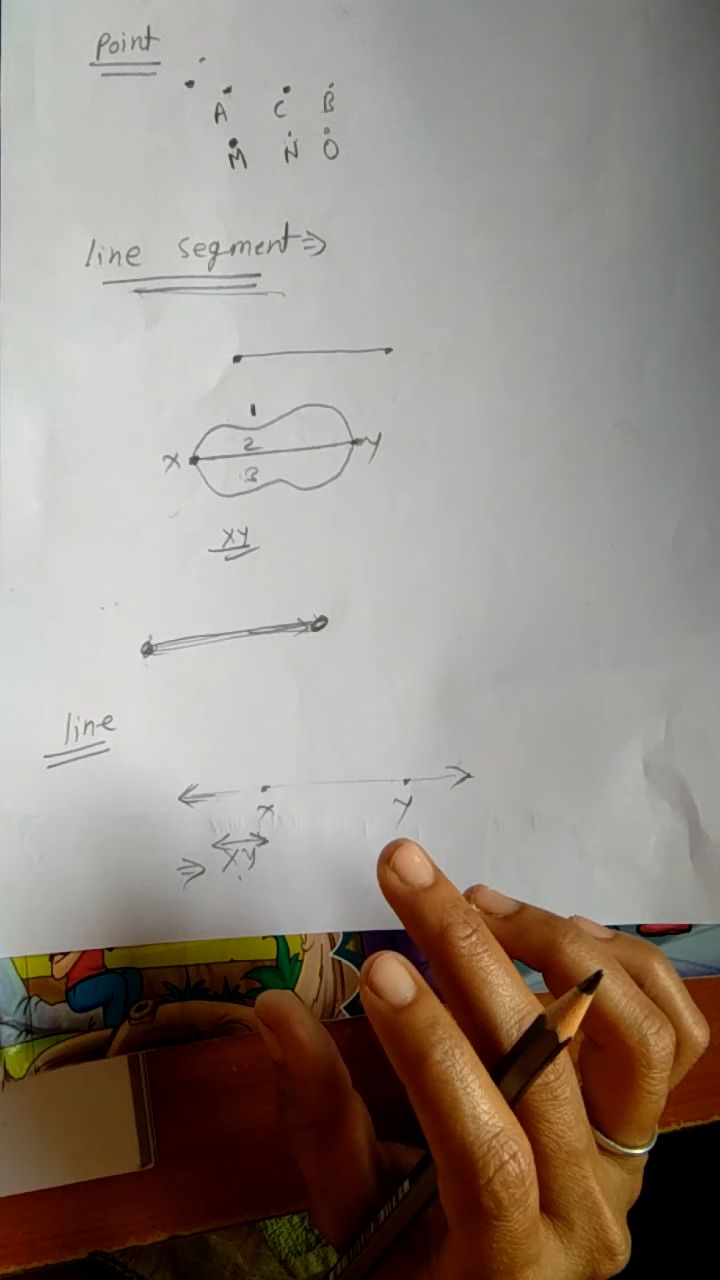 Point
A C B
M N O
line segment⇒
1
2
X Y
3
XY
line
X Y
⇒ XY